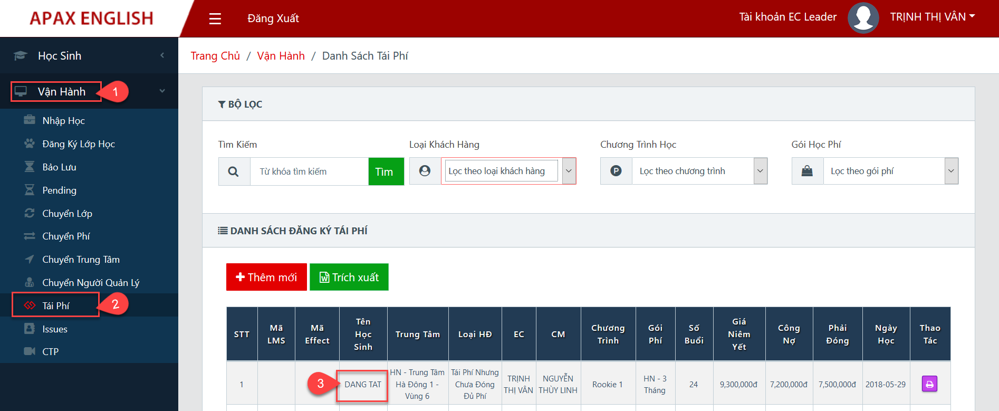 APAX ENGLISH
Đăng Xuất
Tài khoản EC Leader
TRỊNH THỊ VÂN
Học Sinh
Vận Hành
1
Nhập Học
Đăng Ký Lớp Học
Bảo Lưu
Pending
Chuyển Lớp
Chuyển Phí
Chuyển Trung Tâm
Chuyển Người Quản Lý
Tái Phí
2
Issues
CTP
Trang Chủ / Vận Hành / Danh Sách Tái Phí
BỘ LỌC
Tìm Kiếm
Từ khóa tìm kiếm
Tìm
Loại Khách Hàng
Lọc theo loại khách hàng
Chương Trình Học
P
Lọc theo chương trình
Gói Học Phí
Lọc theo gói phí
DANH SÁCH ĐĂNG KÝ TÁI PHÍ
Thêm mới
W
Trích xuất
STT
Mã
LMS
Mã
Effect
Tên
Học
Sinh
Trung Tâm
Loại HĐ
EC
CM
Chương
Trình
Gói
Phí
Số
Buổi
Giá
Niêm
Yết
Công
Nợ
Phải
Đóng
Ngày
Học
Thao
Tác
1
3
DANG TAT
HN - Trung Tâm
Hà Đông 1 -
Vùng 6
Tái Phí Nhưng
Chưa Đóng
Đủ Phí
TRỊNH
THỊ VÂN
NGUYỄN
THÙY LINH
Rookie 1
HN - 3
Tháng
24
9,300,000đ
7,200,000đ
7,500,000đ
2018-05-29